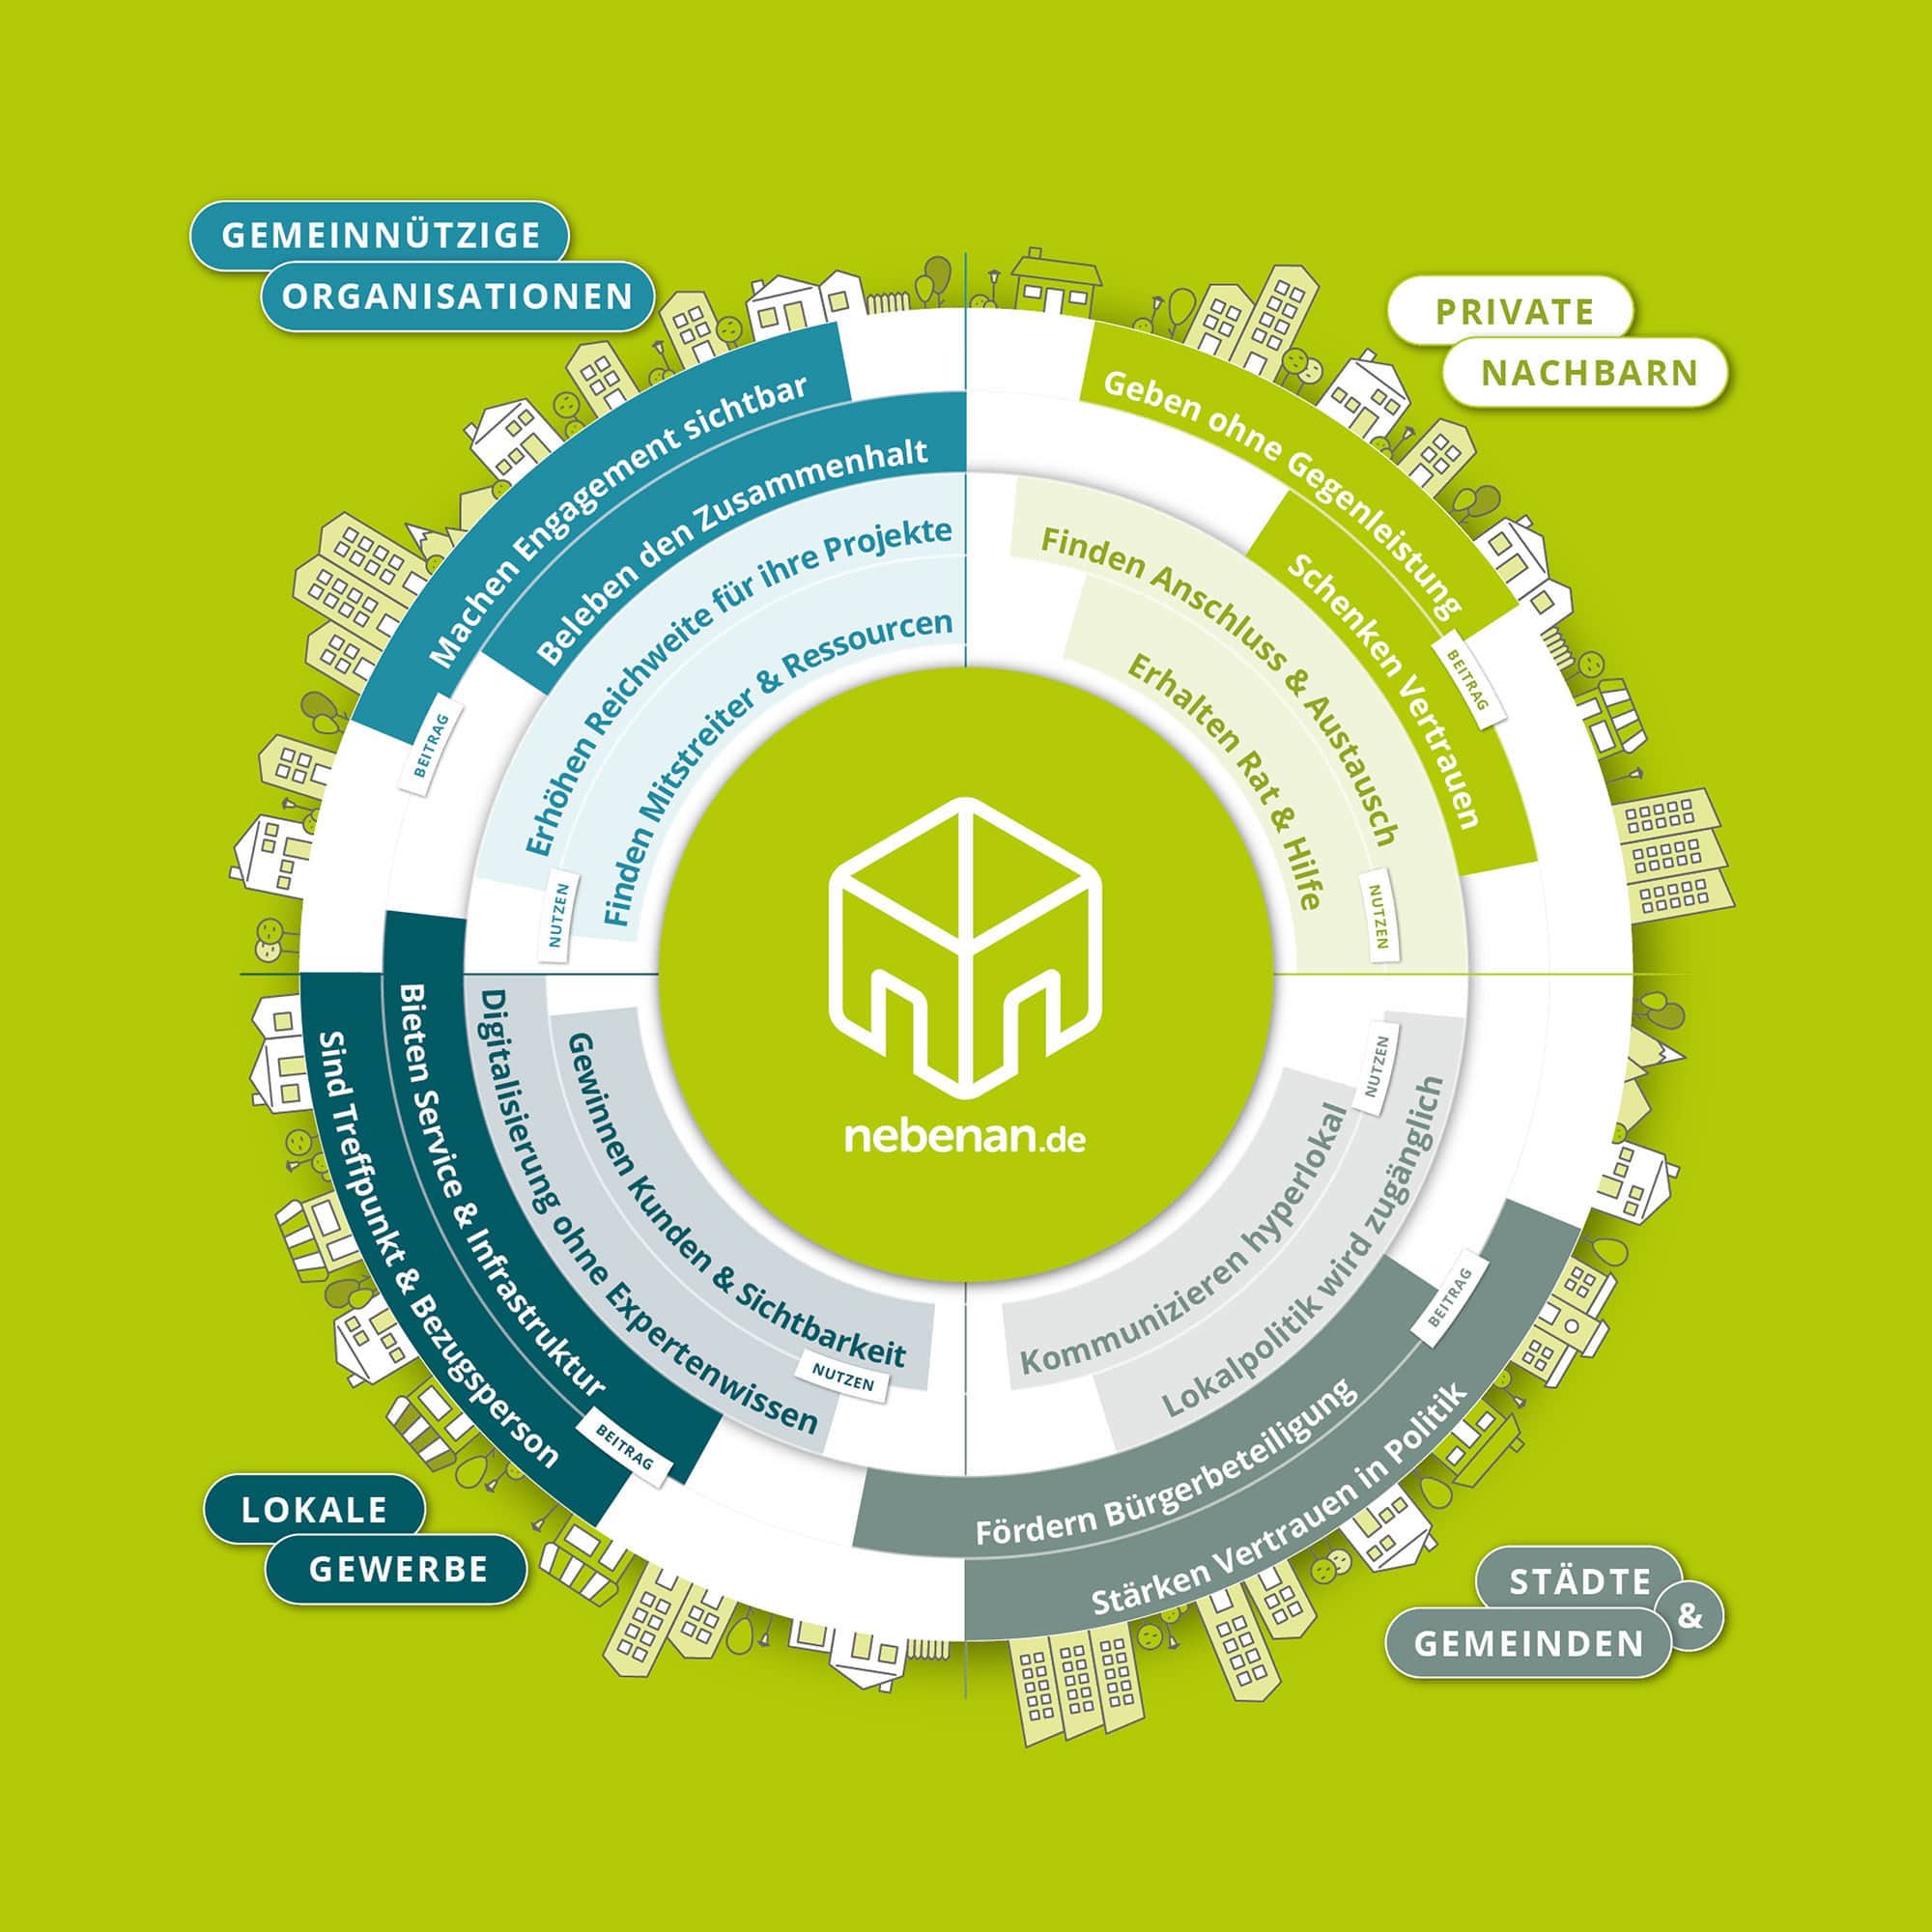 GEMEINNÜTZIGE
ORGANISATIONEN
Machen Engagement sichtbar
Beleben den Zusammenhalt
BEITRAG
Erhöhen Reichweite für ihre Projekte
Finden Mitstreiter & Ressourcen
NUTZEN
PRIVATE
NACHBARN
Geben ohne Gegenleistung
Schenken Vertrauen
BEITRAG
Finden Anschluss & Austausch
Erhalten Rat & Hilfe
NUTZEN
nebenan.de
LOKALE
GEWERBE
Sind Treffpunkt & Bezugsperson
Bieten Service & Infrastruktur
BEITRAG
Digitalisierung ohne Expertenwissen
Gewinnen Kunden & Sichtbarkeit
NUTZEN
STÄDTE
&
GEMEINDEN
Kommunizieren hyperlokal
Lokalpolitik wird zugänglich
NUTZEN
Fördern Bürgerbeteiligung
Stärken Vertrauen in Politik
BEITRAG